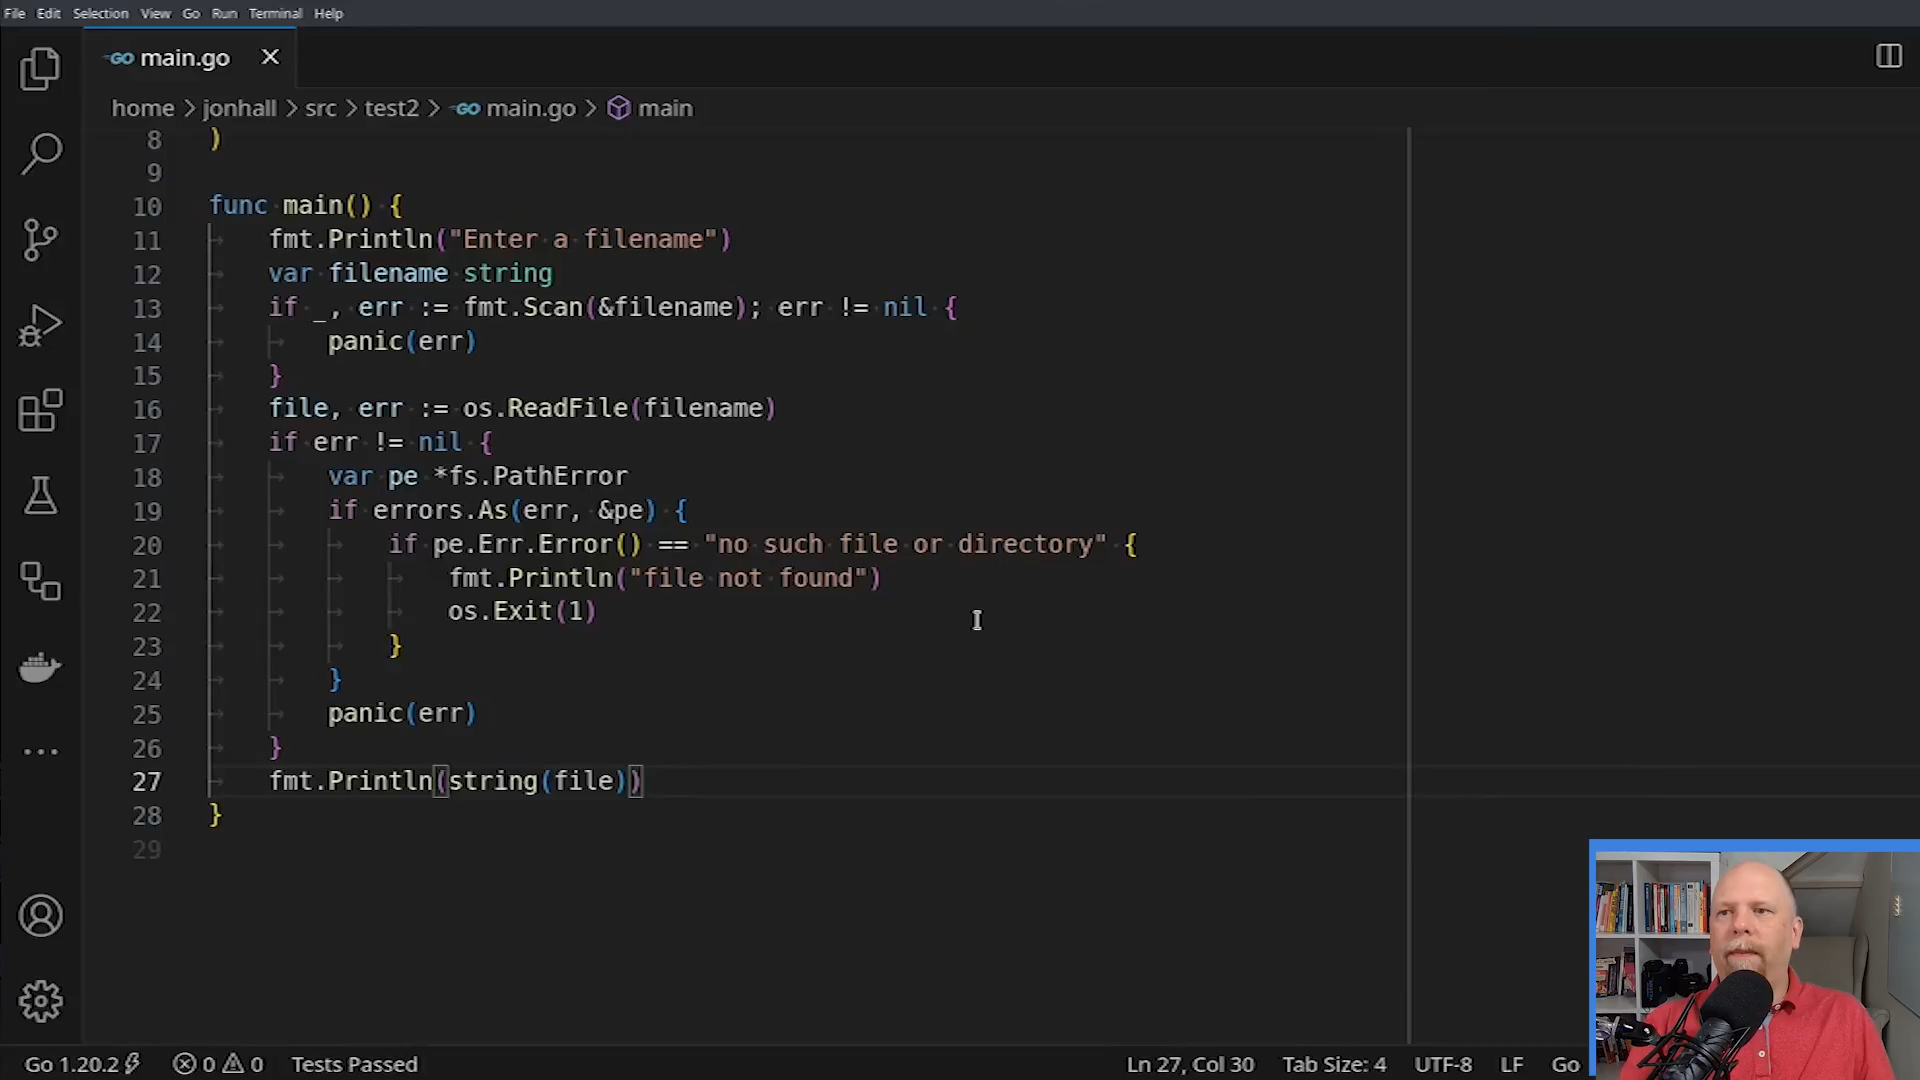 File Edit Selection View Go Run Terminal Help
GO main.go
home > jonhall > src > test2 > GO main.go > main
8 )
9
10 func main() {
11 fmt.Println("Enter a filename")
12 var filename string
13 if _, err := fmt.Scan(&filename); err != nil {
14 panic(err)
15 }
16 file, err := os.ReadFile(filename)
17 if err != nil {
18 var pe *fs.PathError
19 if errors.As(err, &pe) {
20 if pe.Err.Error() == "no such file or directory" {
21 fmt.Println("file not found")
22 os.Exit(1)
23 }
24 }
25 panic(err)
26 }
27 fmt.Println(string(file))
28 }
29
Go 1.20.2 0 0 Tests Passed Ln 27, Col 30 Tab Size: 4 UTF-8 LF Go